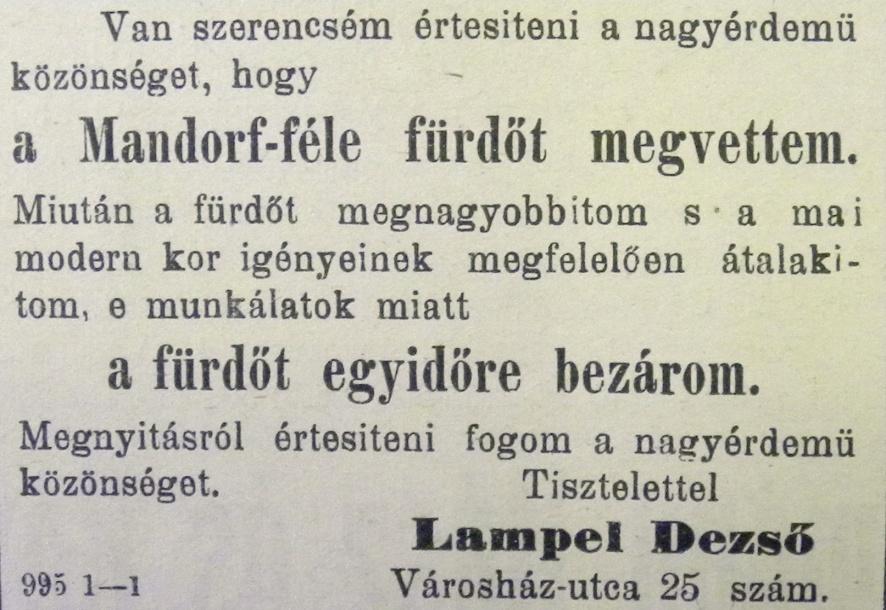 Van szerencsém értesiteni a nagyérdemü
közönséget, hogy
a Mandorf-féle fürdőt megvettem.
Miután a fürdőt megnagyobbitom s a mai
modern kor igényeinek megfelelően átalaki-
tom, e munkálatok miatt
a fürdőt egyidőre bezárom.
Megnyitásról értesiteni fogom a nagyérdemü
közönséget. Tisztelettel
Lampel Dezső
995 1—1 Városház-utca 25 szám.